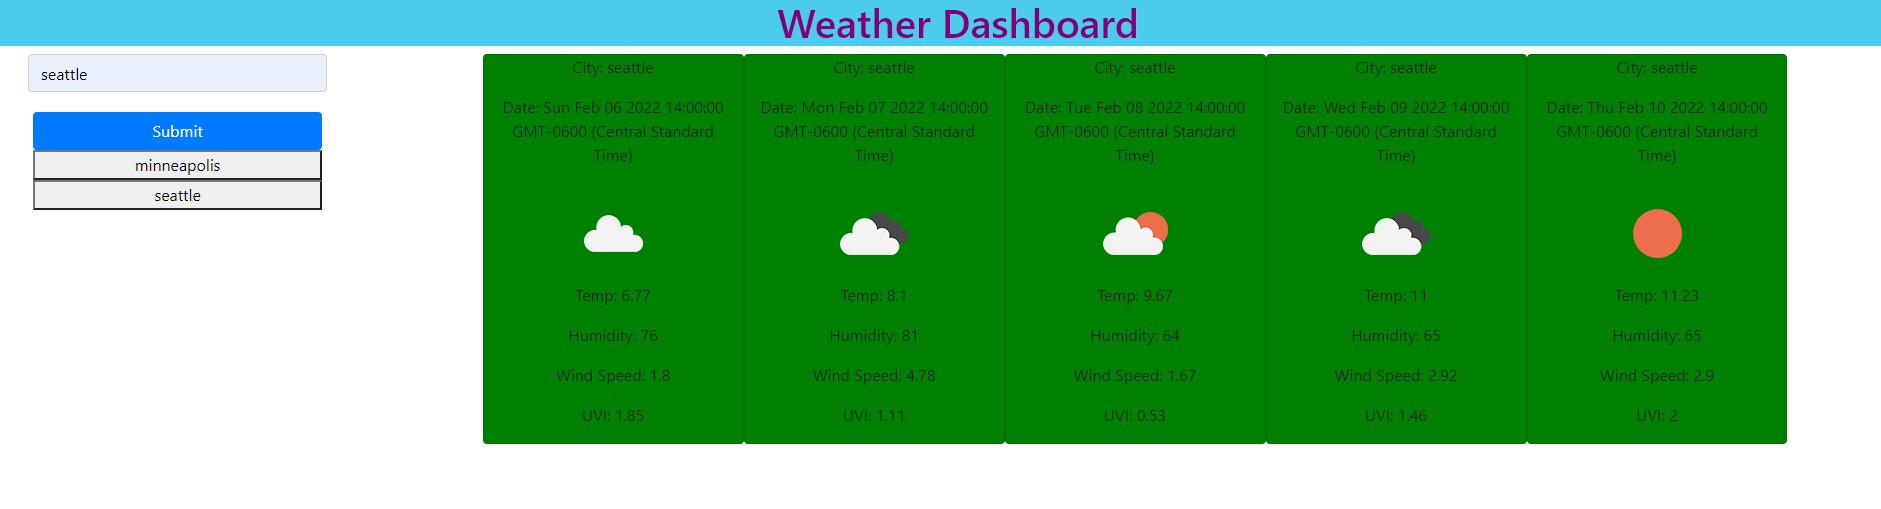 Weather Dashboard
seattle
Submit
minneapolis
seattle
City: seattle
Date: Sun Feb 06 2022 14:00:00
GMT-0600 (Central Standard
Time)
Temp: 6.77
Humidity: 76
Wind Speed: 1.8
UVI: 1.85
City: seattle
Date: Mon Feb 07 2022 14:00:00
GMT-0600 (Central Standard
Time)
Temp: 8.1
Humidity: 81
Wind Speed: 4.78
UVI: 1.11
City: seattle
Date: Tue Feb 08 2022 14:00:00
GMT-0600 (Central Standard
Time)
Temp: 9.67
Humidity: 64
Wind Speed: 1.67
UVI: 0.53
City: seattle
Date: Wed Feb 09 2022 14:00:00
GMT-0600 (Central Standard
Time)
Temp: 11
Humidity: 65
Wind Speed: 2.92
UVI: 1.46
City: seattle
Date: Thu Feb 10 2022 14:00:00
GMT-0600 (Central Standard
Time)
Temp: 11.23
Humidity: 65
Wind Speed: 2.9
UVI: 2